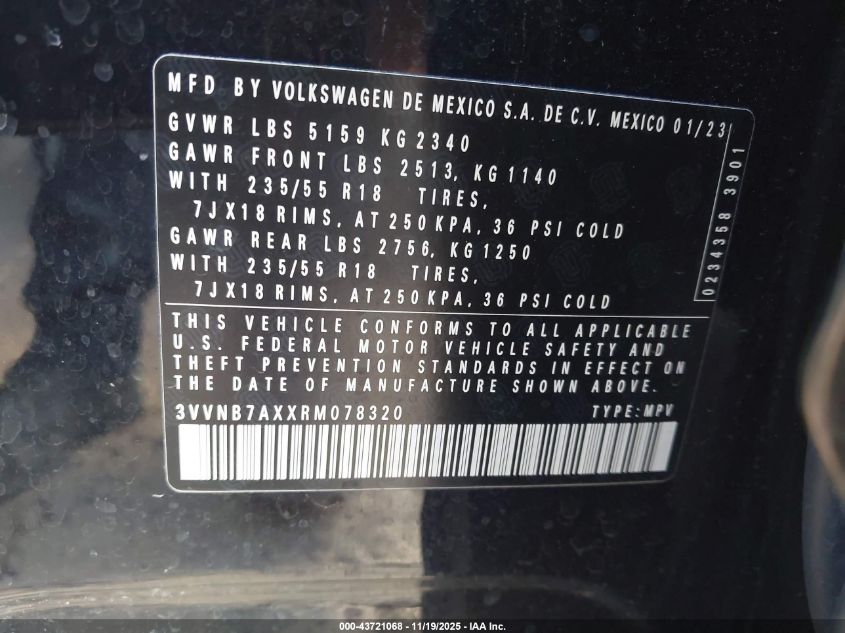 MFD BY VOLKSWAGEN DE MEXICO S.A. DE C.V. MEXICO 01/23
GVWR LBS 5159 KG 2340
GAWR FRONT LBS 2513, KG 1140
WITH 235/55 R18 TIRES,
7JX18 RIMS, AT 250 KPA, 36 PSI COLD
GAWR REAR LBS 2756, KG 1250
WITH 235/55 R18 TIRES,
7JX18 RIMS, AT 250 KPA, 36 PSI COLD
0234358 3901
THIS VEHICLE CONFORMS TO ALL APPLICABLE
U.S. FEDERAL MOTOR VEHICLE SAFETY AND
THEFT PREVENTION STANDARDS IN EFFECT ON
THE DATE OF MANUFACTURE SHOWN ABOVE.
3VVNB7AXXRM078320 TYPE: MPV
000-43721068 - 11/19/2025 - IAA Inc.